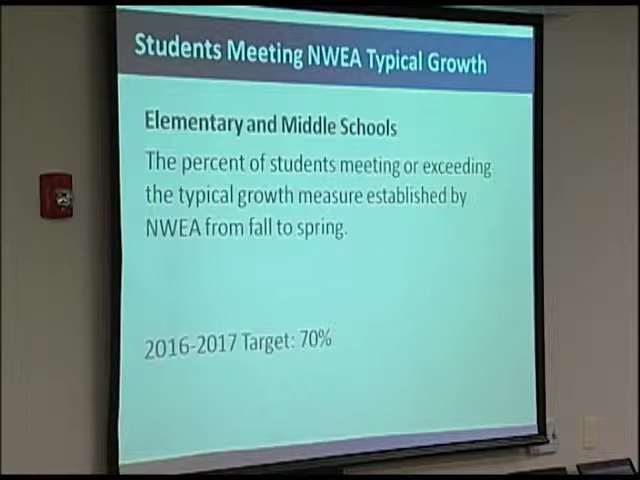 Students Meeting NWEA Typical Growth
Elementary and Middle Schools
The percent of students meeting or exceeding
the typical growth measure established by
NWEA from fall to spring.
2016-2017 Target: 70%